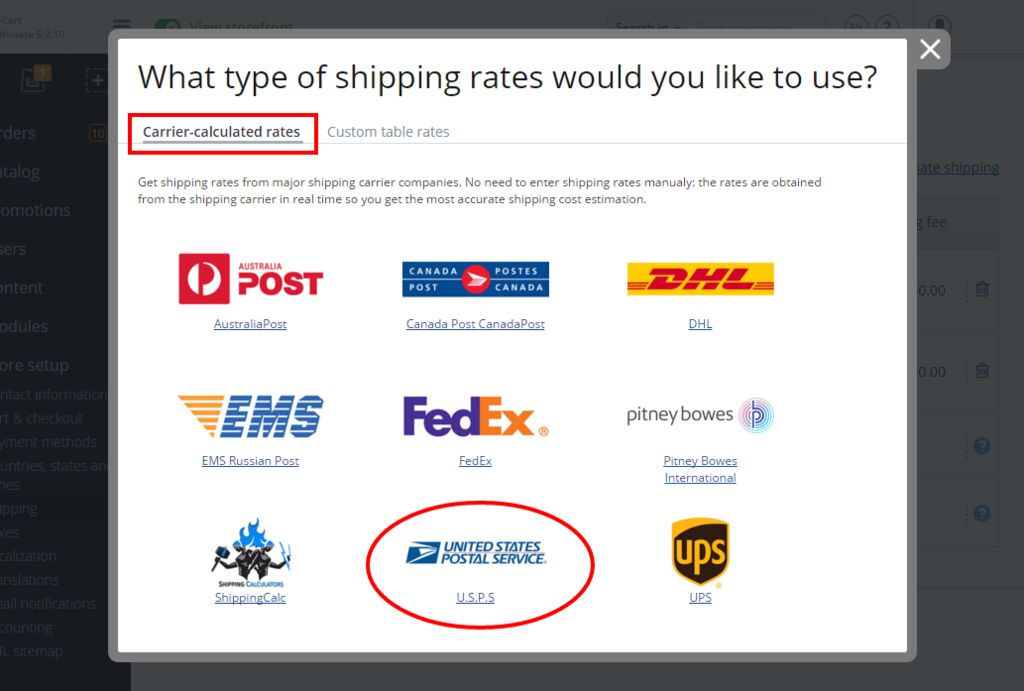 Cart
ltimate 5.2.10
View storefront
Search in
1
EN
?
What type of shipping rates would you like to use?
Carrier-calculated rates
Custom table rates
Get shipping rates from major shipping carrier companies. No need to enter shipping rates manualy: the rates are obtained
from the shipping carrier in real time so you get the most accurate shipping cost estimation.
AUSTRALIA
POST
AustraliaPost
CANADA POSTES
POST CANADA
Canada Post CanadaPost
DHL
DHL
EMS
EMS Russian Post
FedEx®
FedEx
pitney bowes
Pitney Bowes
International
SHIPPING CALCULATORS
ShippingCalc
UNITED STATES
POSTAL SERVICE®
U.S.P.S
ups
UPS
rders
10
atalog
omotions
sers
ontent
odules
ore setup
ntact information
rt & checkout
yment methods
untries, states an
nes
ipping
xes
calization
anslations
ail notifications
counting
L sitemap
ate shipping
g fee
0.00
0.00
?
?